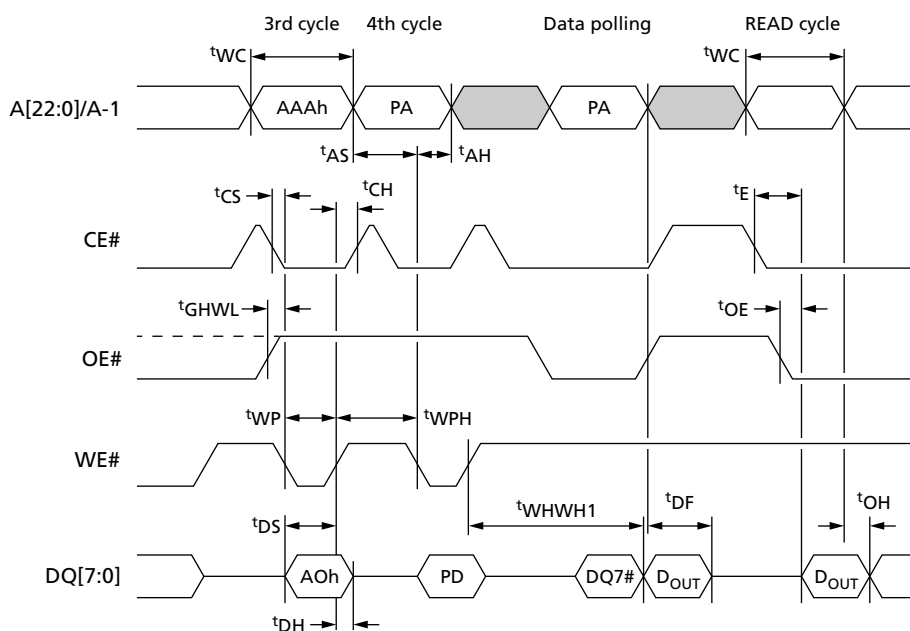 3rd cycle 4th cycle Data polling READ cycle
tWC tWC
A[22:0]/A-1 AAAh PA PA
tAS tAH
tCS tCH tE
CE#
tGHWL tOE
OE#
tWP tWPH
WE#
tWHWH1 tDF tOH
tDS
DQ[7:0] AOh PD DQ7# DOUT DOUT
tDH